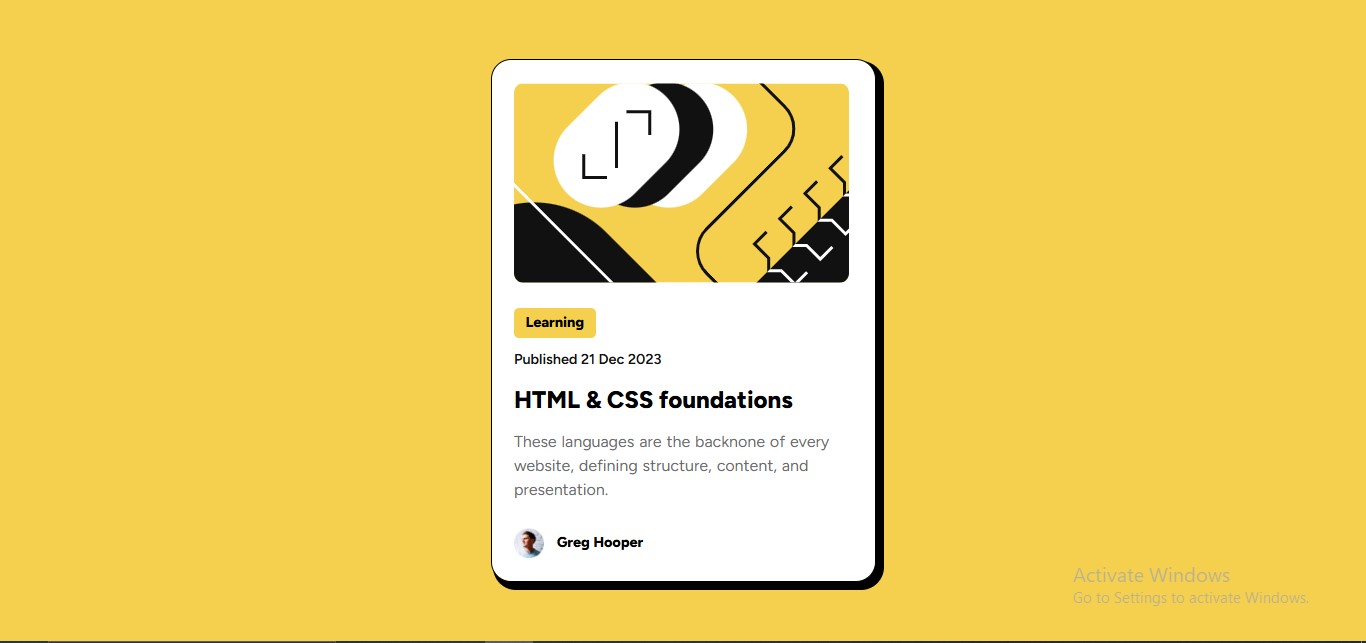 Learning
Published 21 Dec 2023
HTML & CSS foundations
These languages are the backnone of every
website, defining structure, content, and
presentation.
Greg Hooper
Activate Windows
Go to Settings to activate Windows.